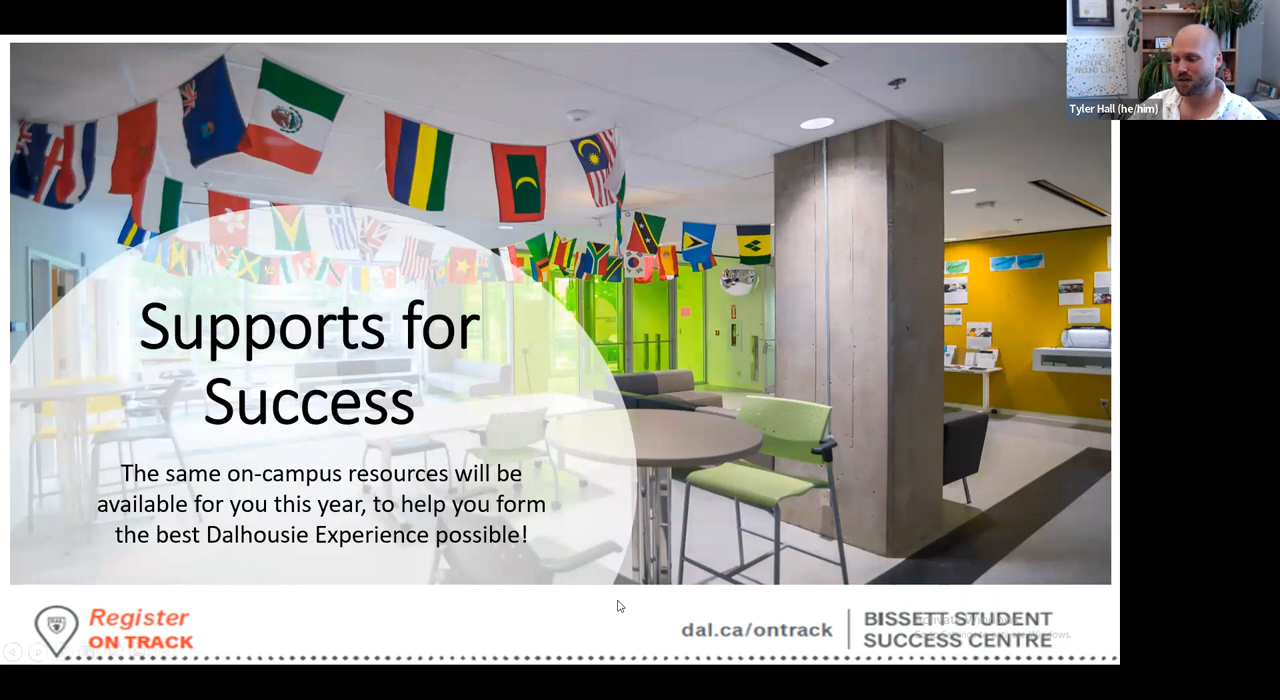 Tyler Hall (he/him)
Supports for
Success
The same on-campus resources will be
available for you this year, to help you form
the best Dalhousie Experience possible!
Register
ON TRACK
dal.ca/ontrack
BISSETT STUDENT
SUCCESS CENTRE